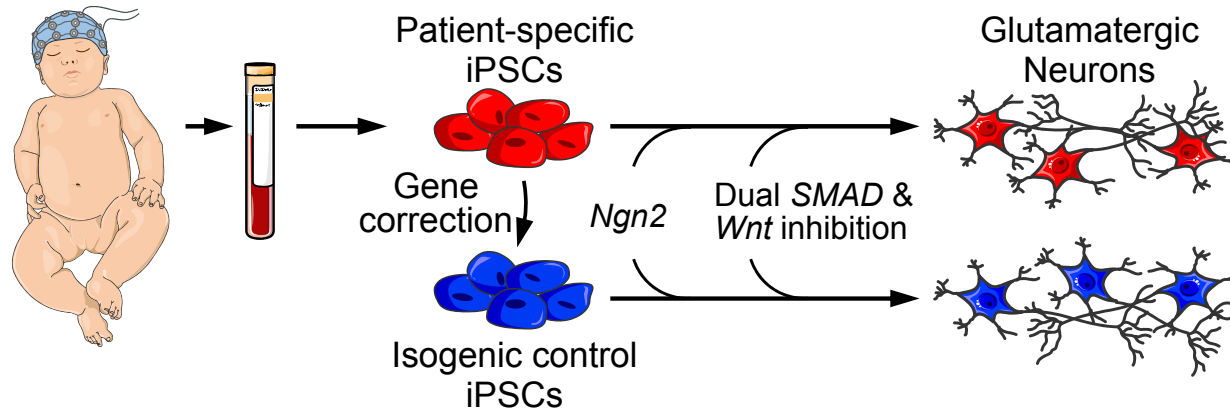 Patient-specific
iPSCs
Glutamatergic
Neurons
Gene
correction
Ngn2
Dual SMAD &
Wnt inhibition
Isogenic control
iPSCs